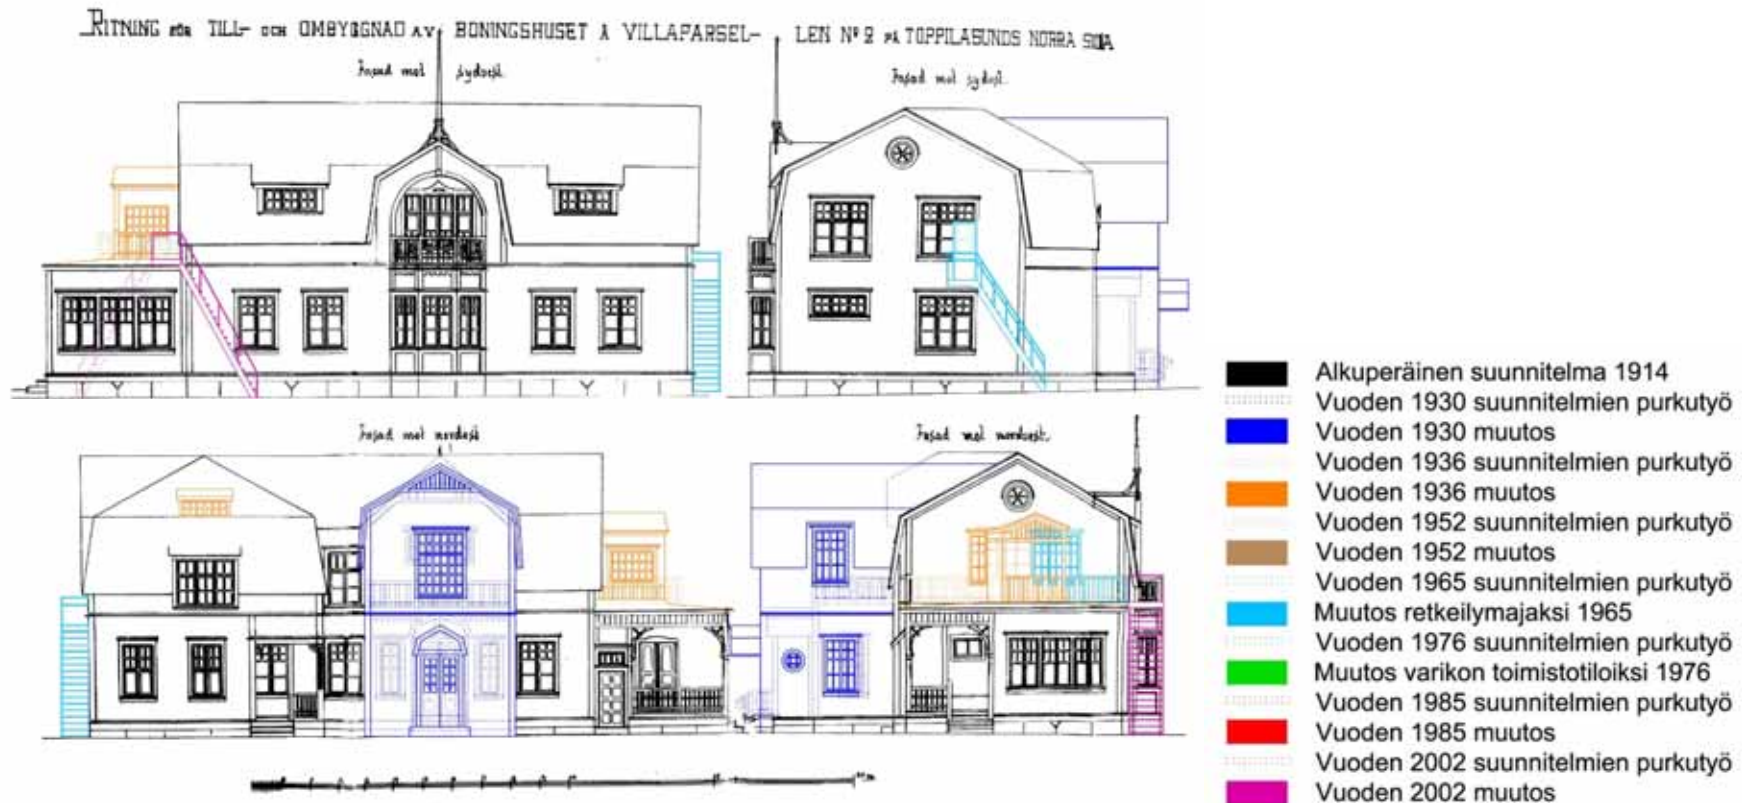 RITNING FÖR TILL- OCH OMBYGGNAD AV BONINGSHUSET Å VILLAFARSEL- LEN Nº 2 PÅ TOPPILASUNDS NORRA SIDA
Fasad mot sydvest.
Fasad mot sydost.
Fasad mot nordost
Fasad mot nordvest.
Alkuperäinen suunnitelma 1914
Vuoden 1930 suunnitelmien purkutyö
Vuoden 1930 muutos
Vuoden 1936 suunnitelmien purkutyö
Vuoden 1936 muutos
Vuoden 1952 suunnitelmien purkutyö
Vuoden 1952 muutos
Vuoden 1965 suunnitelmien purkutyö
Muutos retkeilymajaksi 1965
Vuoden 1976 suunnitelmien purkutyö
Muutos varikon toimistotiloiksi 1976
Vuoden 1985 suunnitelmien purkutyö
Vuoden 1985 muutos
Vuoden 2002 suunnitelmien purkutyö
Vuoden 2002 muutos